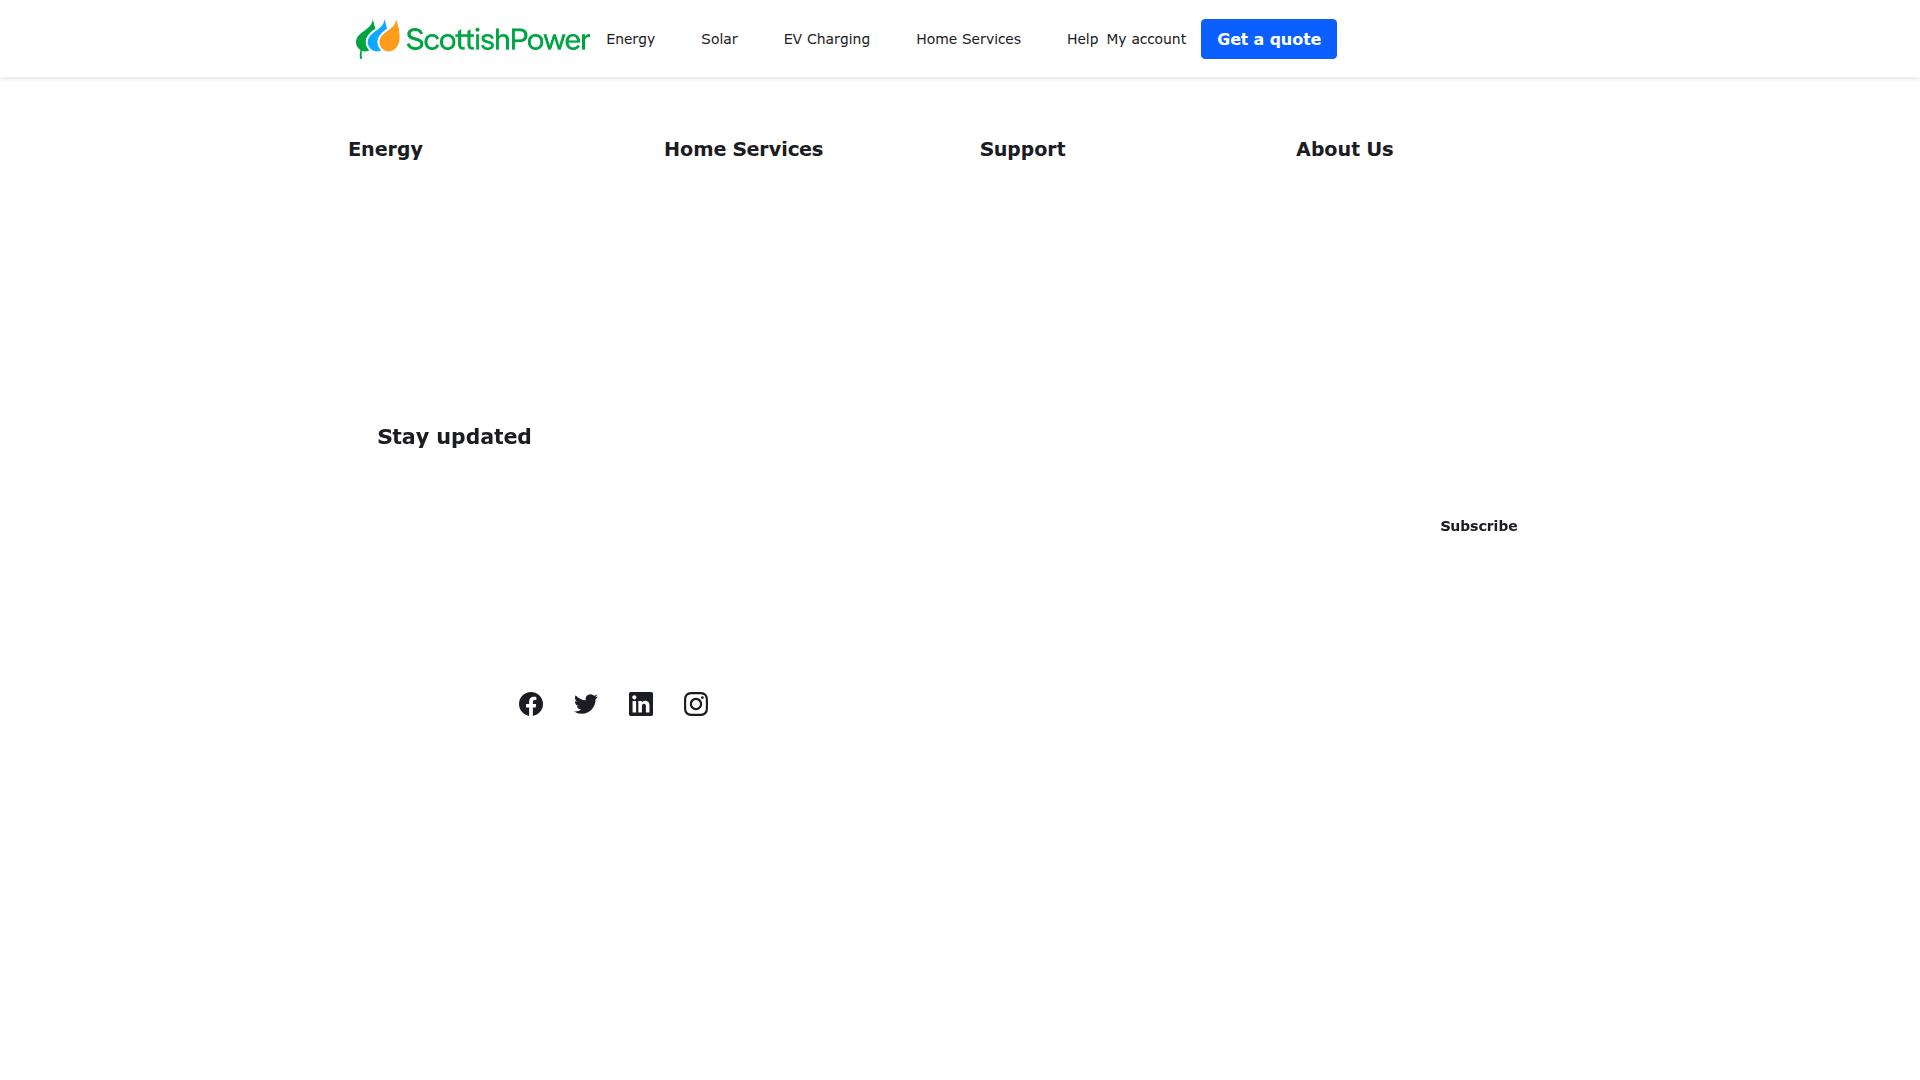 ScottishPower Energy Solar EV Charging Home Services Help My account Get a quote
Energy Home Services Support About Us
Stay updated
Subscribe